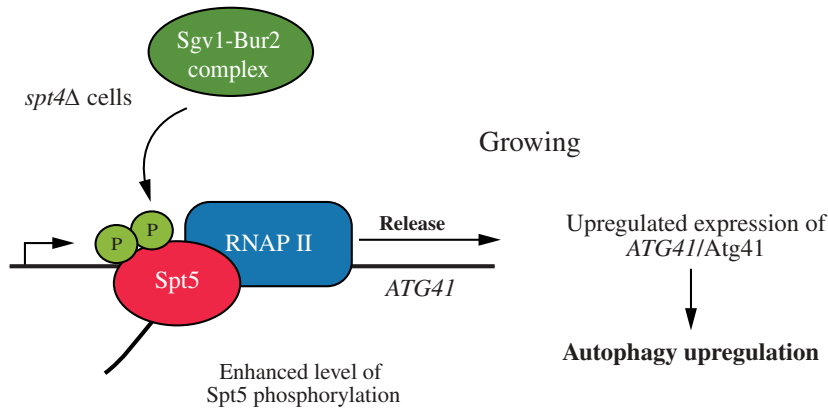 Sgv1-Bur2
complex
spt4Δ cells
Growing
P
P
RNAP II
Release
Spt5
ATG41
Upregulated expression of
ATG41/Atg41
Autophagy upregulation
Enhanced level of
Spt5 phosphorylation